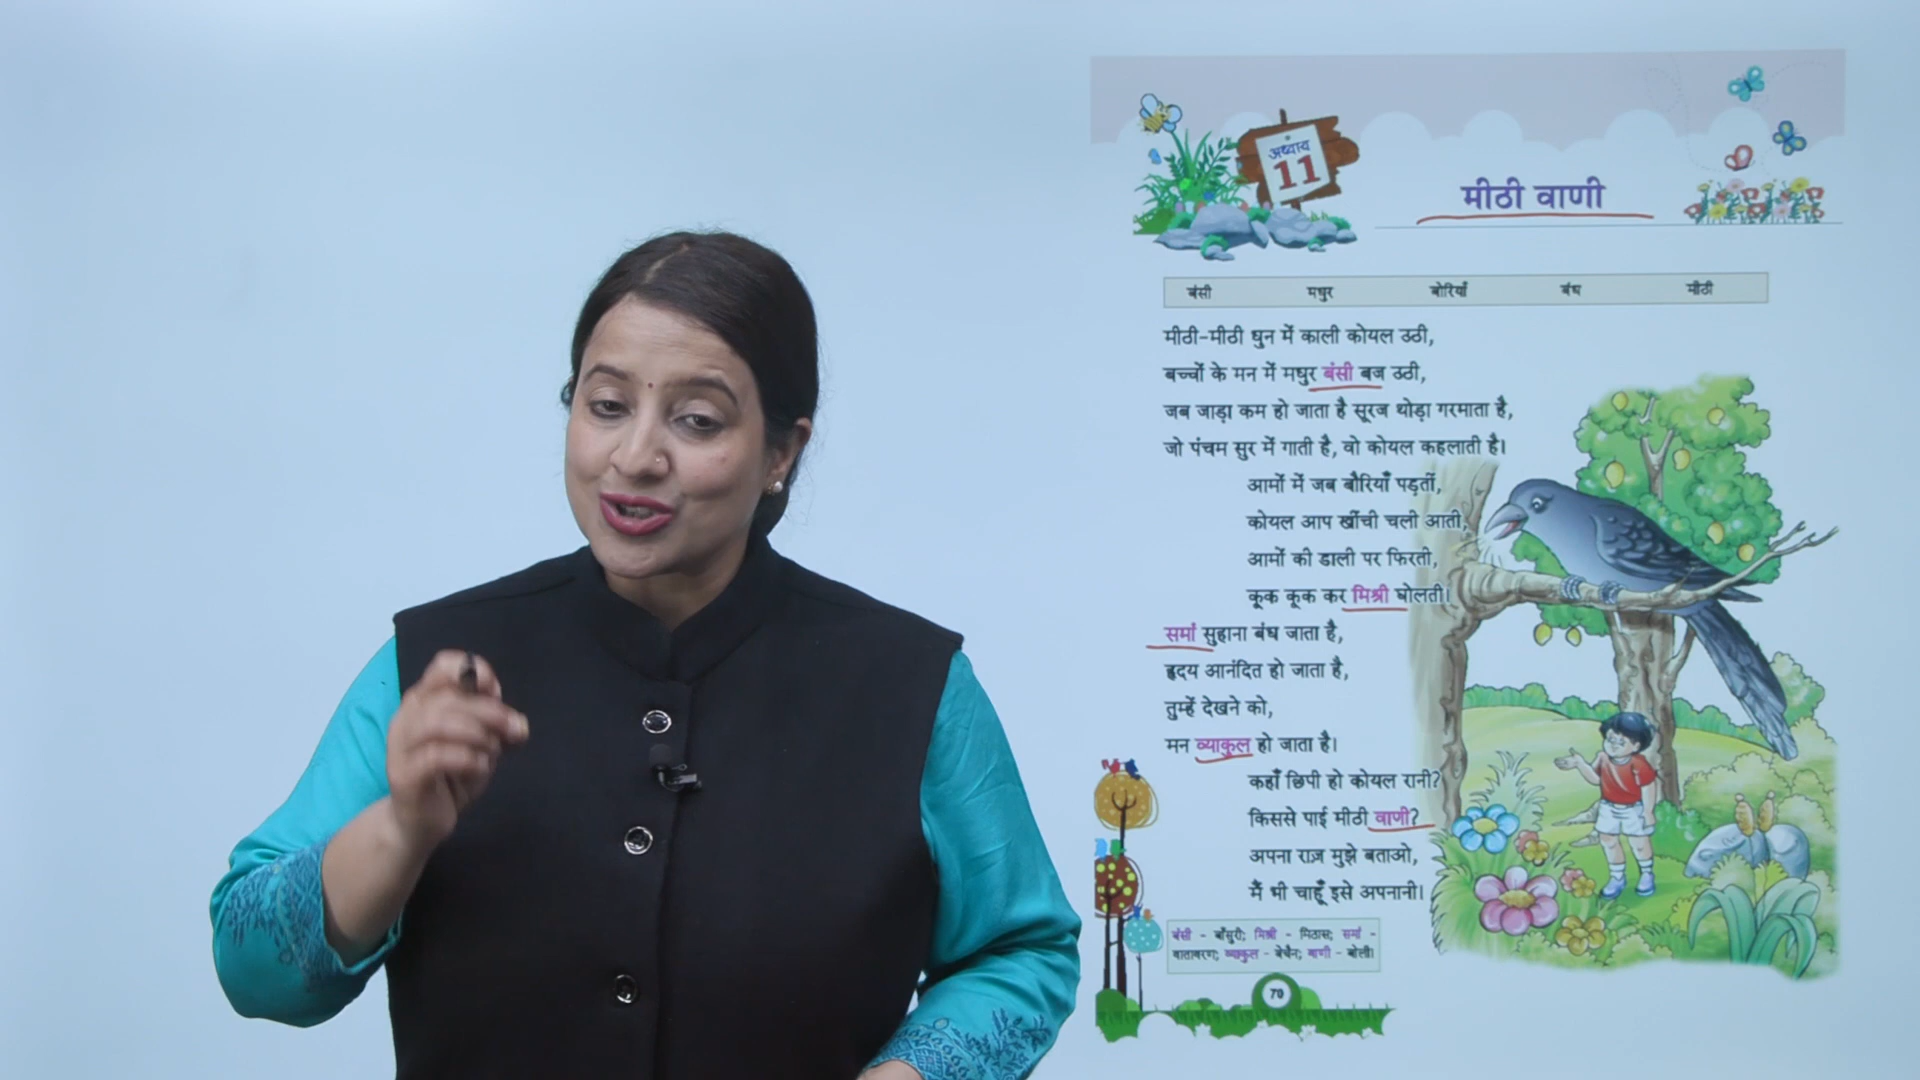 अध्याय
11
मीठी वाणी
बंसी मधुर बोरियाँ बंध मीठी
मीठी-मीठी धुन में काली कोयल उठी,
बच्चों के मन में मधुर बंसी बज उठी,
जब जाड़ा कम हो जाता है सूरज थोड़ा गरमाता है,
जो पंचम सुर में गाती है, वो कोयल कहलाती है।
आमों में जब बौरियाँ पड़तीं,
कोयल आप खींची चली आती,
आमों की डाली पर फिरती,
कूक कूक कर मिश्री घोलती।
समां सुहाना बंध जाता है,
हृदय आनंदित हो जाता है,
तुम्हें देखने को,
मन व्याकुल हो जाता है।
कहाँ छिपी हो कोयल रानी?
किससे पाई मीठी वाणी?
अपना राज़ मुझे बताओ,
मैं भी चाहूँ इसे अपनानी।
बंसी - बाँसुरी; मिश्री - मिठास; समां -
वातावरण; व्याकुल - बेचैन; वाणी - बोली।
70